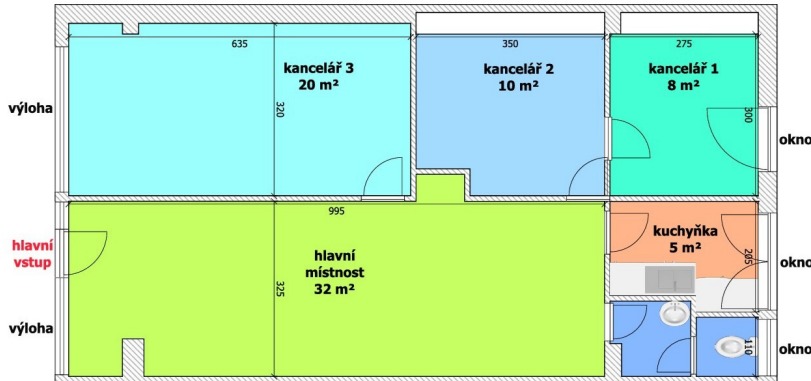 635
350
275
kancelář 3
20 m²
kancelář 2
10 m²
kancelář 1
8 m²
výloha
320
300
okno
995
hlavní
vstup
hlavní
místnost
32 m²
kuchyňka
5 m²
205
okno
325
výloha
110
okno